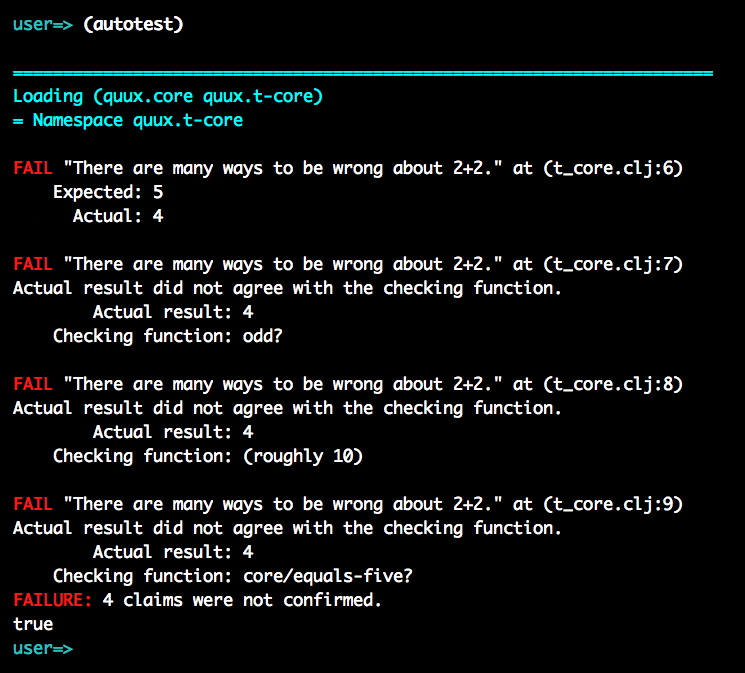 user=> (autotest)
======================================================================
Loading (quux.core quux.t-core)
= Namespace quux.t-core
FAIL "There are many ways to be wrong about 2+2." at (t_core.clj:6)
    Expected: 5
      Actual: 4
FAIL "There are many ways to be wrong about 2+2." at (t_core.clj:7)
Actual result did not agree with the checking function.
        Actual result: 4
    Checking function: odd?
FAIL "There are many ways to be wrong about 2+2." at (t_core.clj:8)
Actual result did not agree with the checking function.
        Actual result: 4
    Checking function: (roughly 10)
FAIL "There are many ways to be wrong about 2+2." at (t_core.clj:9)
Actual result did not agree with the checking function.
        Actual result: 4
    Checking function: core/equals-five?
FAILURE: 4 claims were not confirmed.
true
user=>